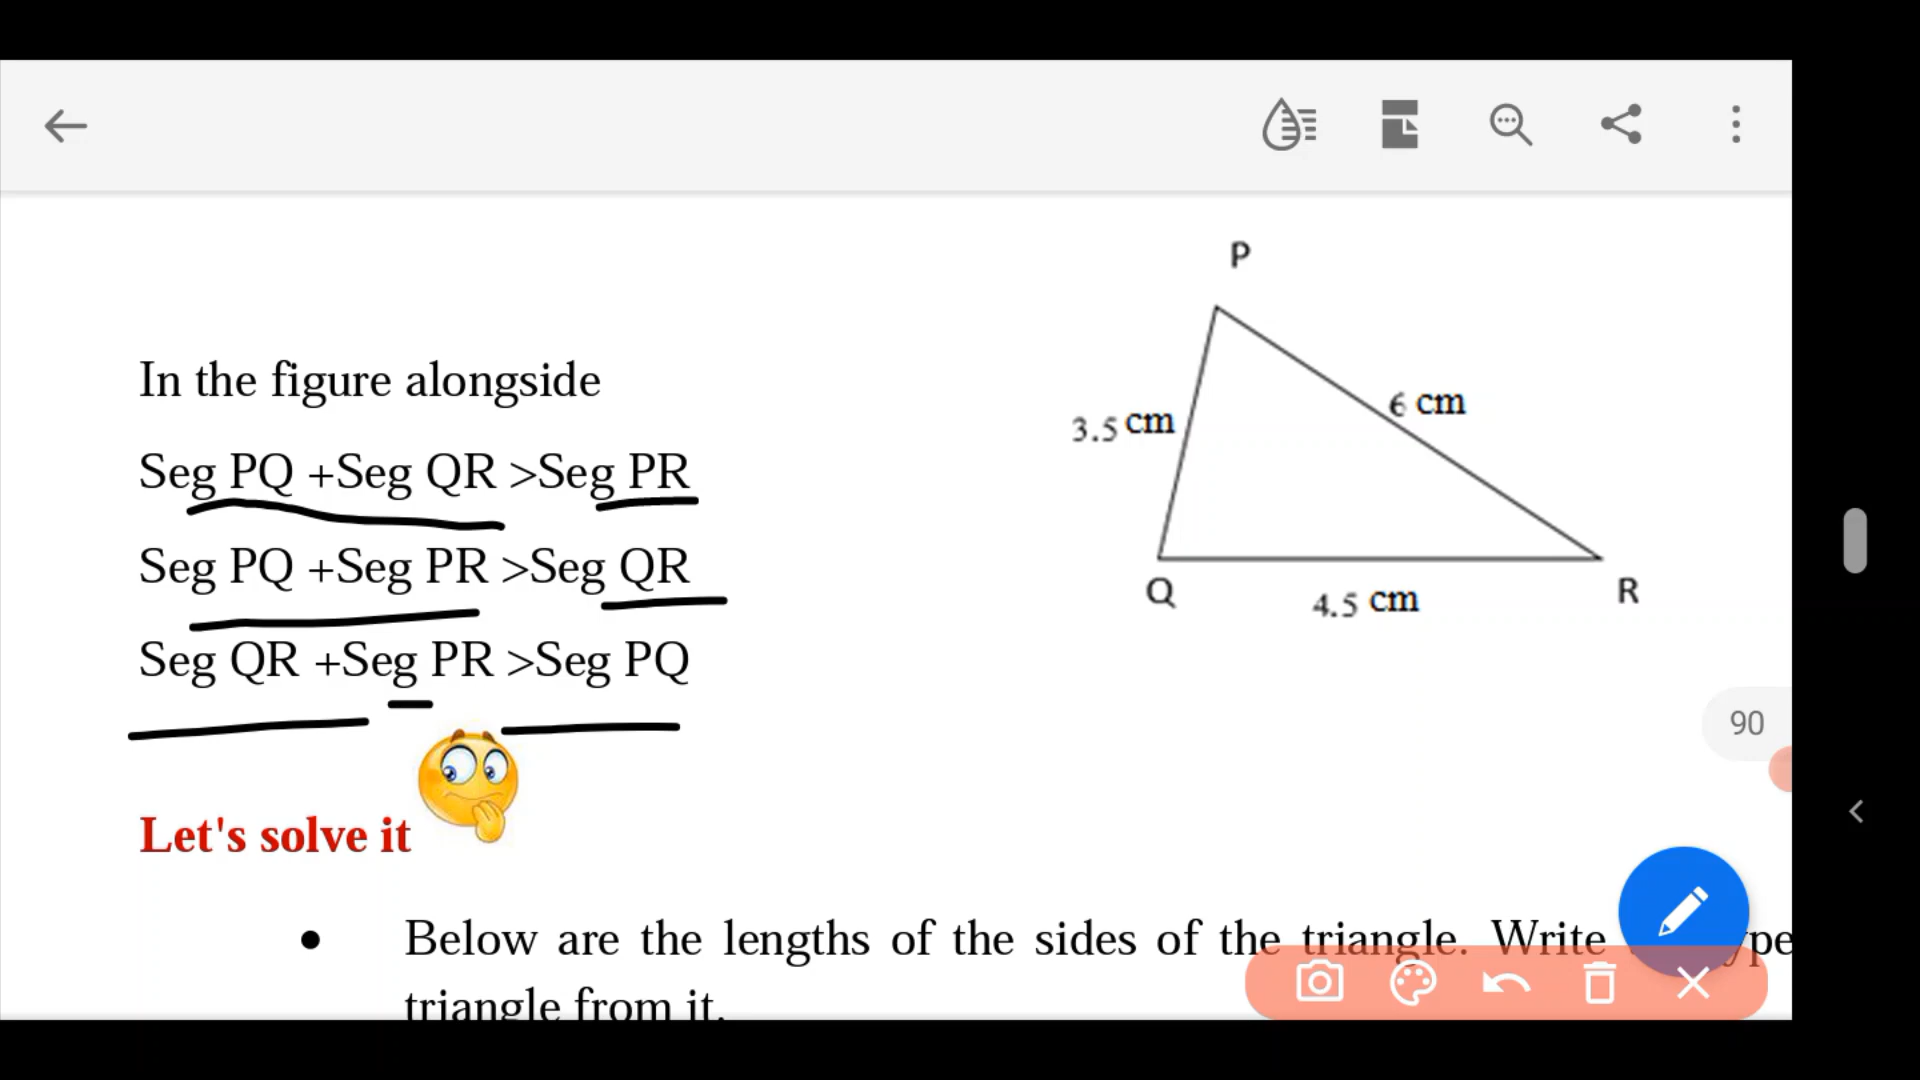 P
In the figure alongside
6 cm
3.5 cm
Seg PQ +Seg QR >Seg PR
Seg PQ +Seg PR >Seg QR
Q
4.5 cm
R
Seg QR +Seg PR >Seg PQ
90
Let's solve it
• Below are the lengths of the sides of the triangle. Write
triangle from it.